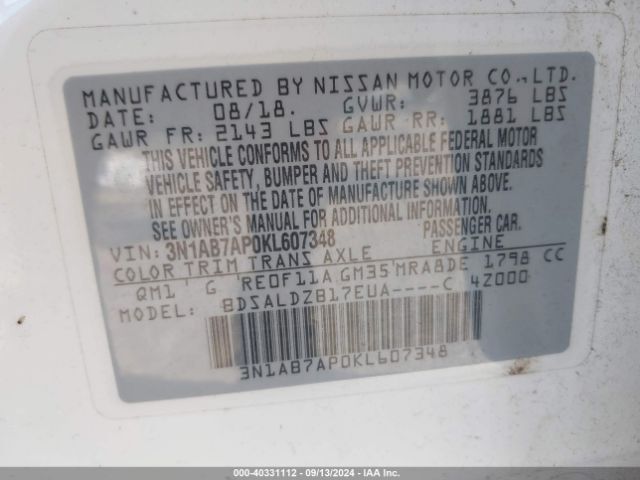 MANUFACTURED BY NISSAN MOTOR CO.,LTD.
DATE: 08/18. GVWR: 3876 LBS
GAWR FR: 2143 LBS GAWR RR: 1881 LBS
THIS VEHICLE CONFORMS TO ALL APPLICABLE FEDERAL MOTOR
VEHICLE SAFETY, BUMPER AND THEFT PREVENTION STANDARDS
IN EFFECT ON THE DATE OF MANUFACTURE SHOWN ABOVE.
SEE OWNER'S MANUAL FOR ADDITIONAL INFORMATION.
VIN: 3N1AB7AP0KL607348 PASSENGER CAR.
COLOR TRIM TRANS AXLE ENGINE
QM1 G RE0F11A GM35 MRA8DE 1798 CC
BDSALDZB17EUA----C 4Z000
3N1AB7AP0KL607348
000-40331112 - 09/13/2024 - IAA Inc.